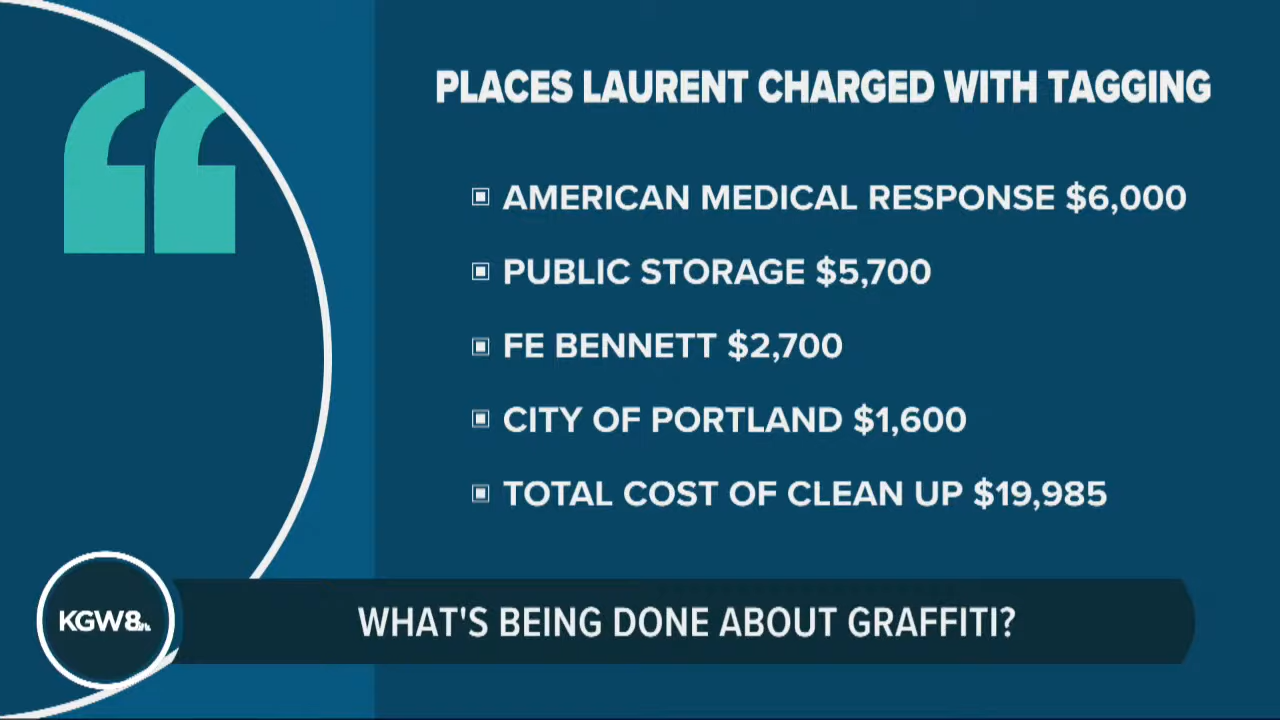 PLACES LAURENT CHARGED WITH TAGGING
AMERICAN MEDICAL RESPONSE $6,000
PUBLIC STORAGE $5,700
FE BENNETT $2,700
CITY OF PORTLAND $1,600
TOTAL COST OF CLEAN UP $19,985
KGW8
WHAT'S BEING DONE ABOUT GRAFFITI?